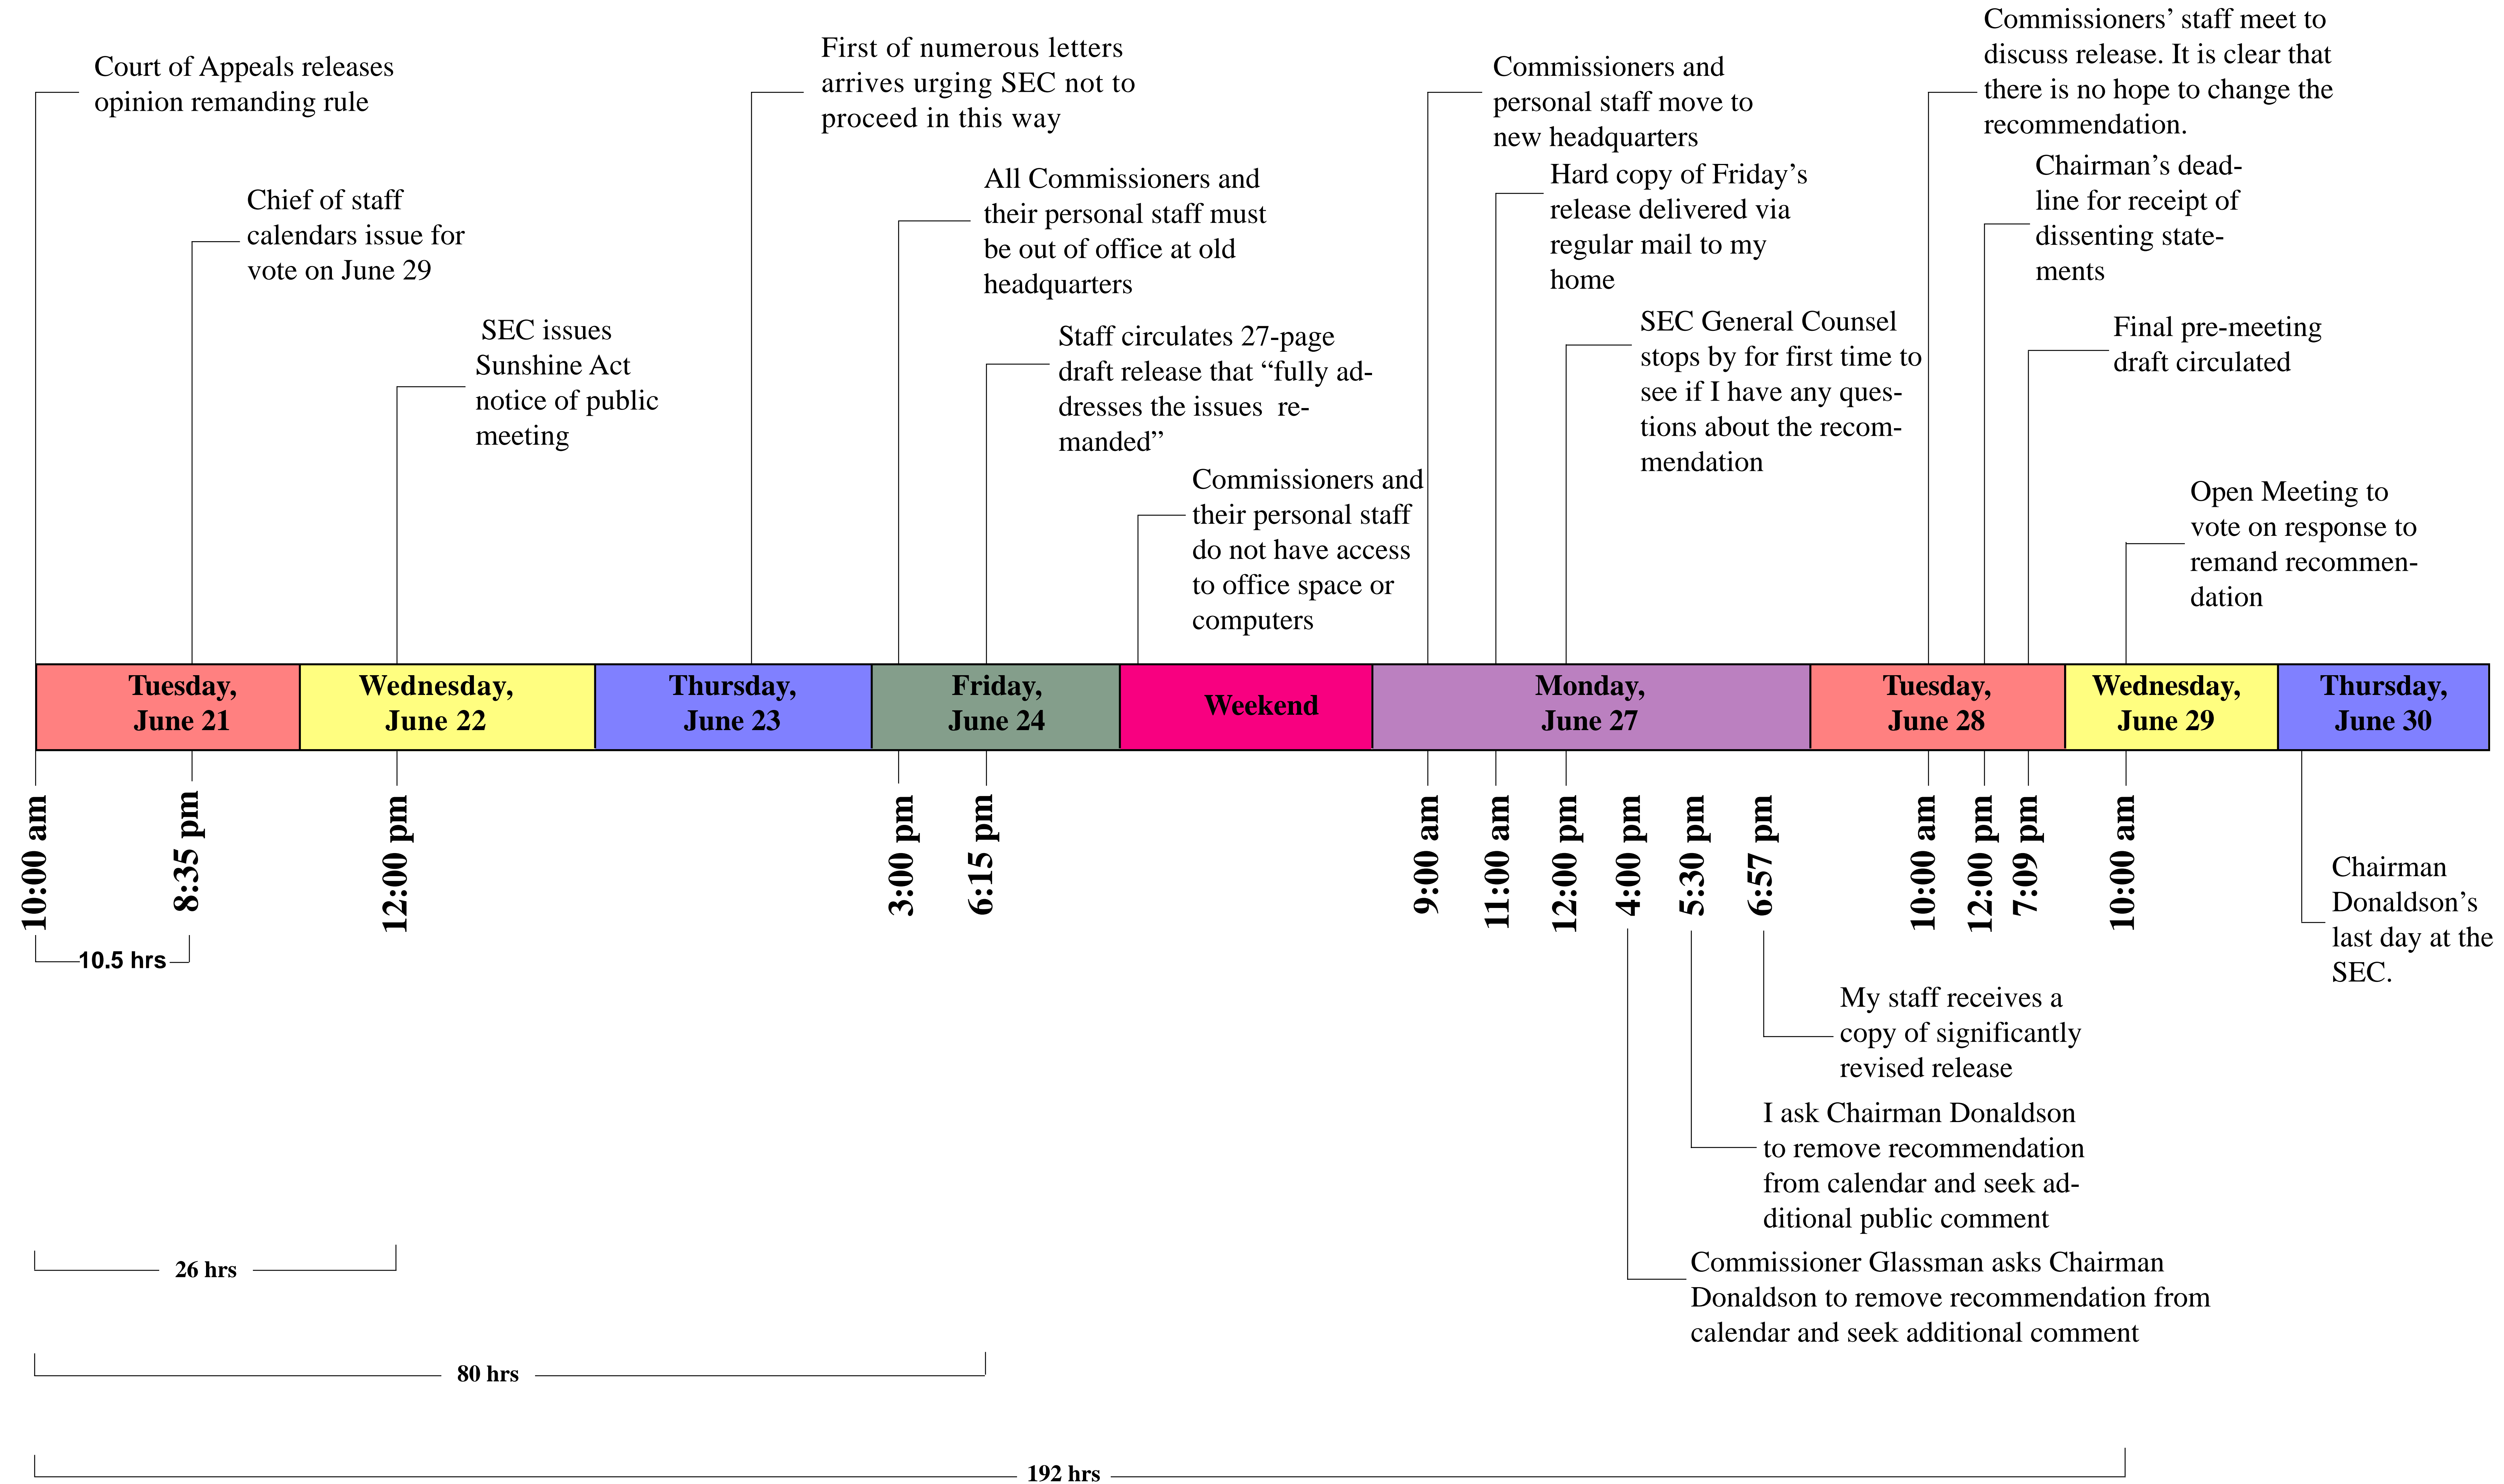 Court of Appeals releases
opinion remanding rule
Chief of staff
calendars issue for
vote on June 29
SEC issues
Sunshine Act
notice of public
meeting
First of numerous letters
arrives urging SEC not to
proceed in this way
All Commissioners and
their personal staff must
be out of office at old
headquarters
Staff circulates 27-page
draft release that “fully ad-
dresses the issues  re-
manded”
Commissioners and
their personal staff
do not have access
to office space or
computers
Commissioners and
personal staff move to
new headquarters
Hard copy of Friday’s
release delivered via
regular mail to my
home
SEC General Counsel
stops by for first time to
see if I have any ques-
tions about the recom-
mendation
Commissioners’ staff meet to
discuss release. It is clear that
there is no hope to change the
recommendation.
Chairman’s dead-
line for receipt of
dissenting state-
ments
Final pre-meeting
draft circulated
Open Meeting to
vote on response to
remand recommen-
dation
Tuesday,
June 21
Wednesday,
June 22
Thursday,
June 23
Friday,
June 24
Weekend
Monday,
June 27
Tuesday,
June 28
Wednesday,
June 29
Thursday,
June 30
10:00 am
8:35 pm
12:00 pm
3:00 pm
6:15 pm
9:00 am
11:00 am
12:00 pm
4:00 pm
5:30 pm
6:57 pm
10:00 am
12:00 pm
7:09 pm
10:00 am
Chairman
Donaldson’s
last day at the
SEC.
10.5 hrs
My staff receives a
copy of significantly
revised release
I ask Chairman Donaldson
to remove recommendation
from calendar and seek ad-
ditional public comment
Commissioner Glassman asks Chairman
Donaldson to remove recommendation from
calendar and seek additional comment
26 hrs
80 hrs
192 hrs